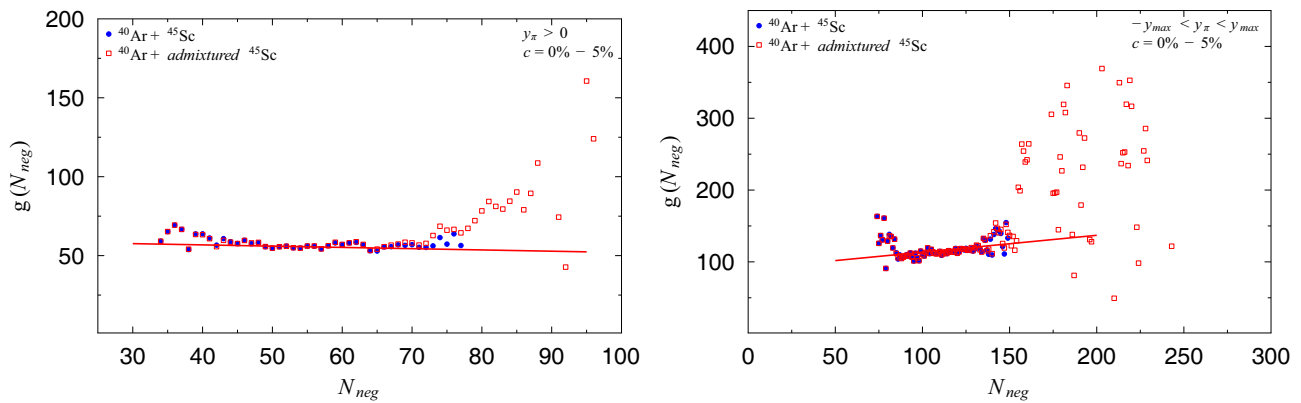 200
150
100
50
0
g (N_neg)
⁴⁰Ar + ⁴⁵Sc
⁴⁰Ar + admixtured ⁴⁵Sc
y_π > 0
c = 0% − 5%
30 40 50 60 70 80 90 100
N_neg
400
300
200
100
0
g (N_neg)
⁴⁰Ar + ⁴⁵Sc
⁴⁰Ar + admixtured ⁴⁵Sc
− y_max < y_π < y_max
c = 0% − 5%
0 50 100 150 200 250 300
N_neg